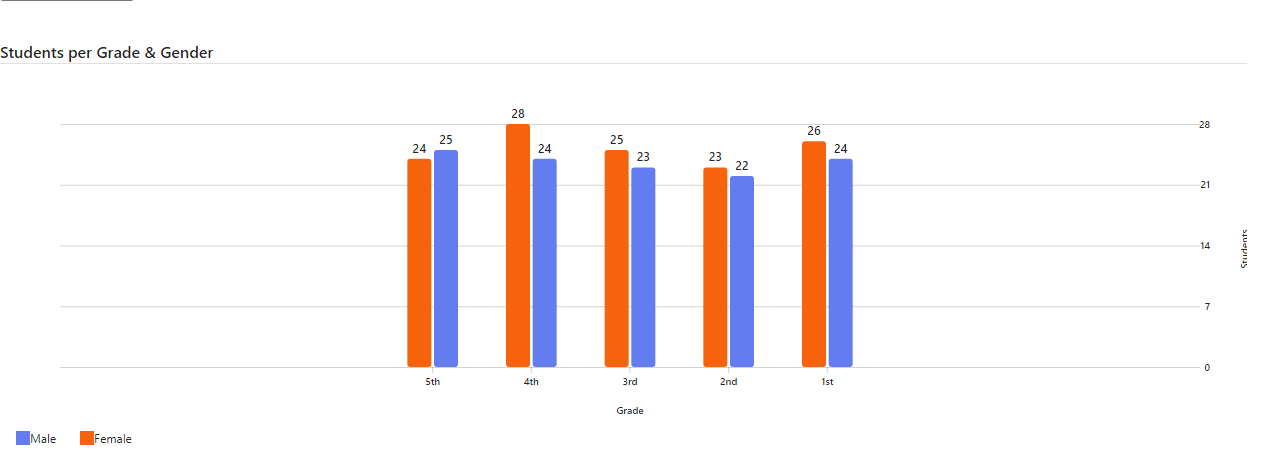 Students per Grade & Gender
28
26
25
25
24
24
24
23
23
22
28
21
14
7
0
Students
5th
4th
3rd
2nd
1st
Grade
Male
Female